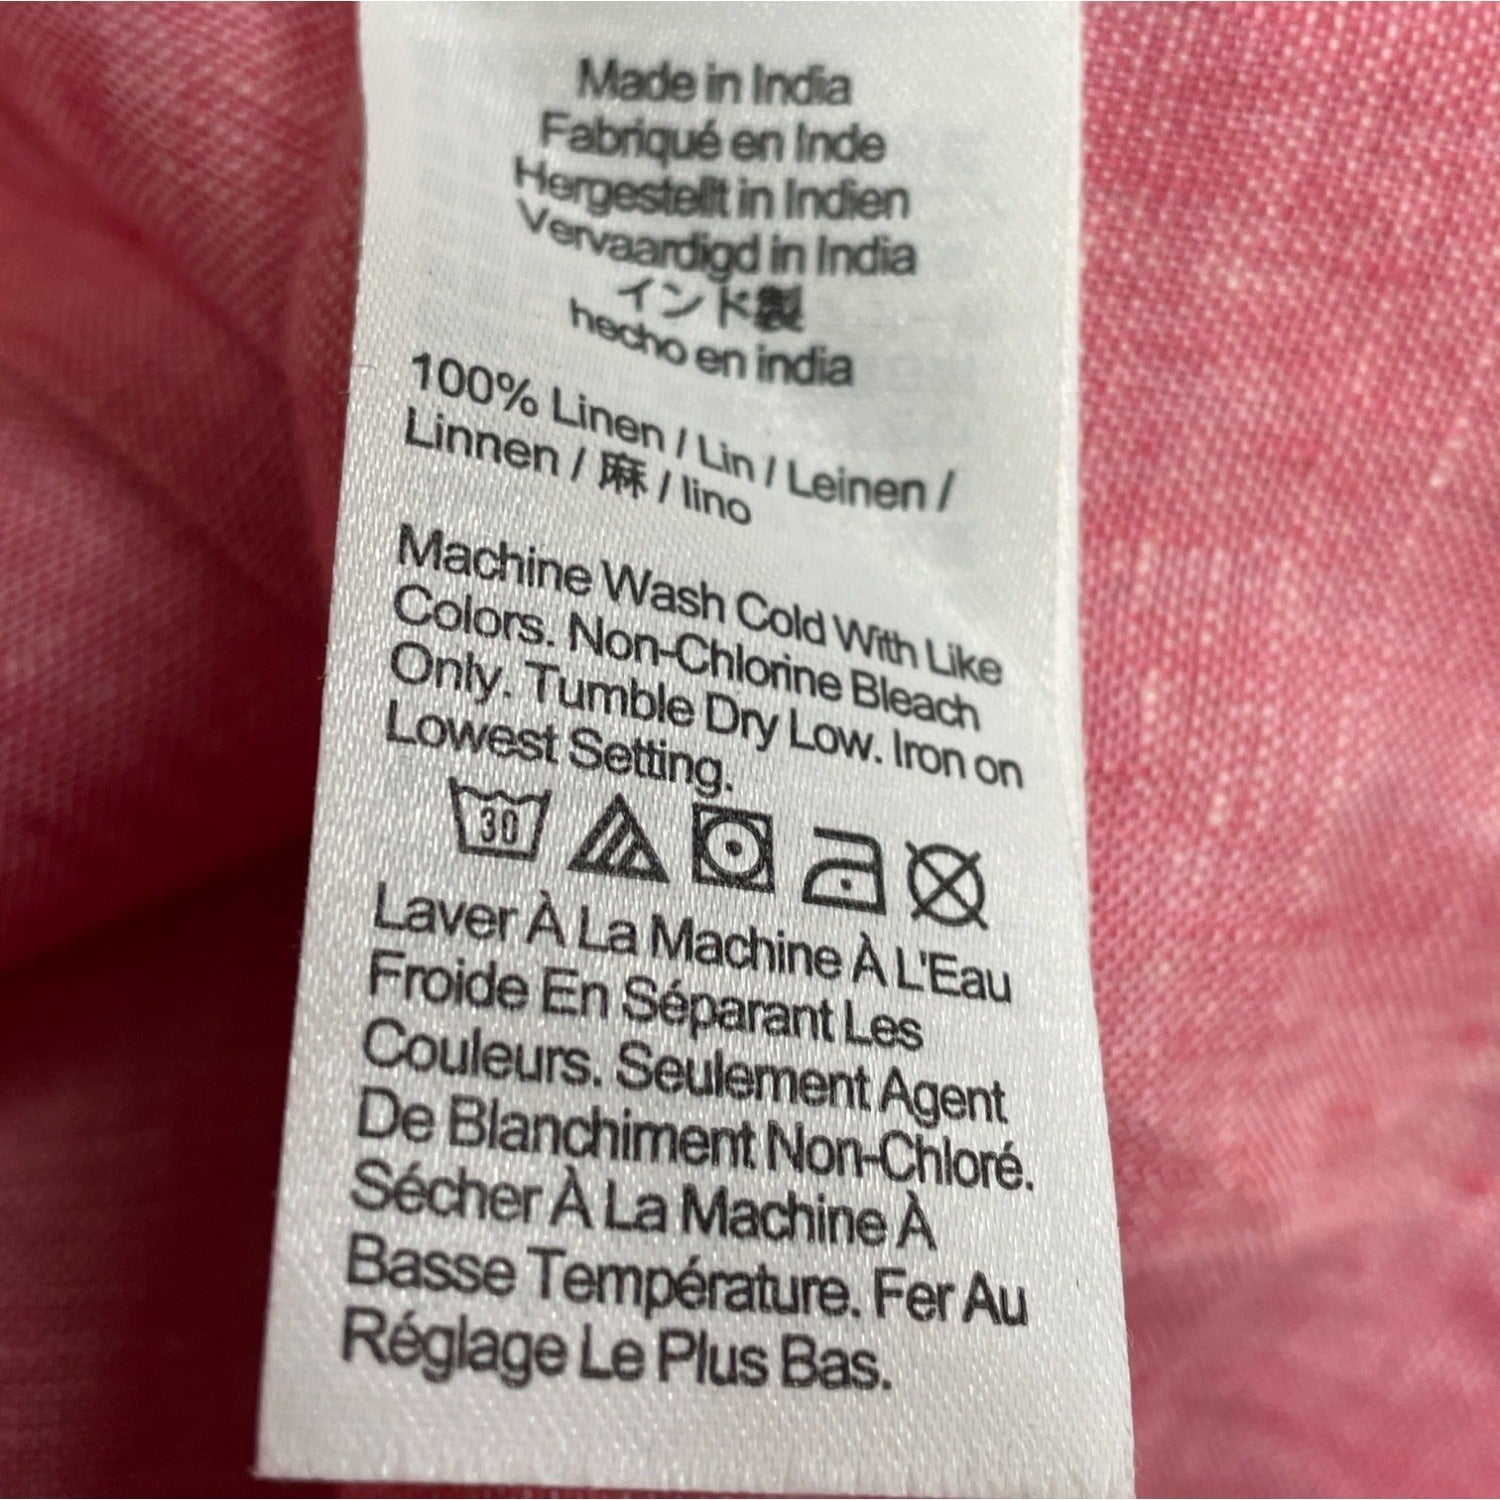 Made in India
Fabriqué en Inde
Hergestellt in Indien
Vervaardigd in India
インド製
hecho en india
100% Linen / Lin / Leinen /
Linnen / 麻 / lino
Machine Wash Cold With Like
Colors. Non-Chlorine Bleach
Only. Tumble Dry Low. Iron on
Lowest Setting.
30
Laver À La Machine À L'Eau
Froide En Séparant Les
Couleurs. Seulement Agent
De Blanchiment Non-Chloré.
Sécher À La Machine À
Basse Température. Fer Au
Réglage Le Plus Bas.